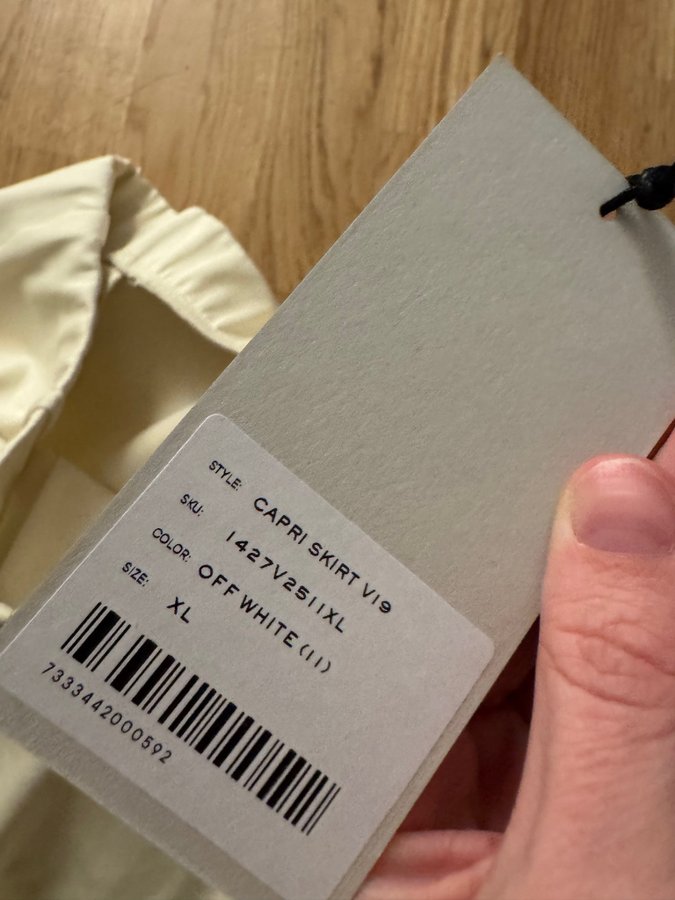 STYLE: CAPRI SKIRT V19
SKU: 1427V2511XL
COLOR: OFF WHITE (11)
SIZE: XL
7333442000592